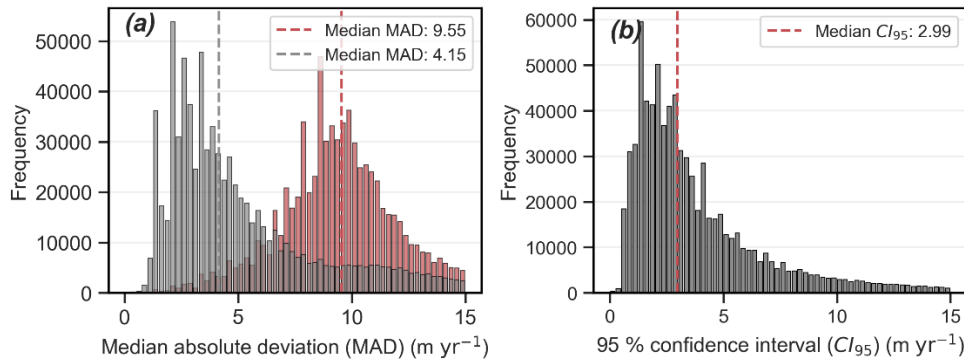 (a)
Median MAD: 9.55
Median MAD: 4.15
Frequency
50000
40000
30000
20000
10000
0
0 5 10 15
Median absolute deviation (MAD) (m yr⁻¹)
(b)
Median CI₉₅: 2.99
Frequency
60000
50000
40000
30000
20000
10000
0
0 5 10 15
95 % confidence interval (CI₉₅) (m yr⁻¹)